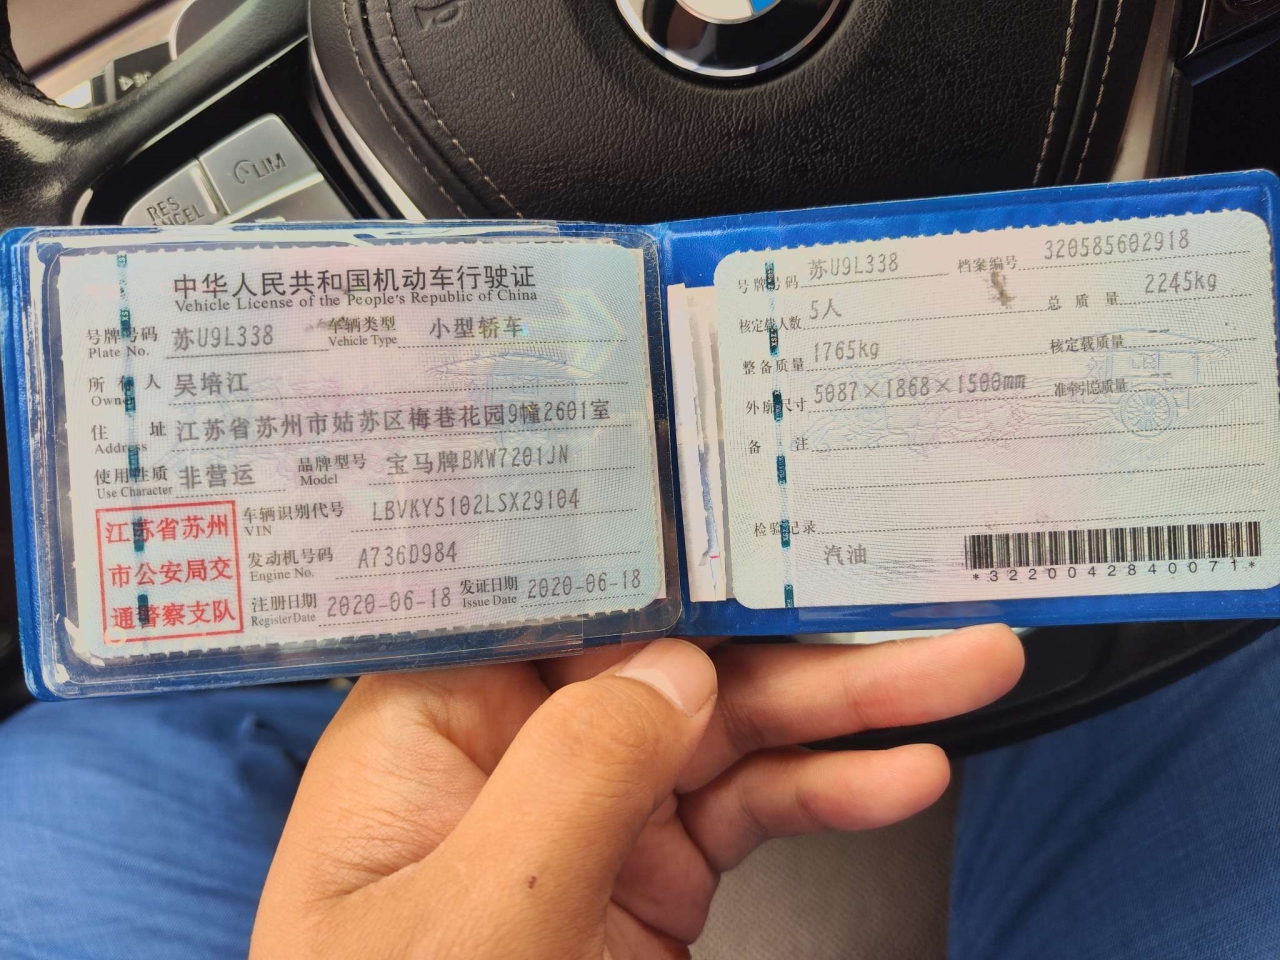 LIM
RES
CANCEL
中华人民共和国机动车行驶证
Vehicle License of the People's Republic of China
号牌号码 苏U9L338 车辆类型 小型轿车
Plate No. Vehicle Type
所有人 吴培江
Owner
住址 江苏省苏州市姑苏区梅巷花园9幢2601室
Address
使用性质 非营运 品牌型号 宝马牌BMW7201JN
Use Character Model
江苏省苏州
市公安局交
通警察支队
车辆识别代号 LBVKY5102LSX29104
VIN
发动机号码 A736D984
Engine No.
注册日期 2020-06-18 发证日期 2020-06-18
Register Date Issue Date
号牌号码 苏U9L338 档案编号 320585602918
核定载人数 5人 总质量 2245kg
整备质量 1765kg 核定载质量 --
外廓尺寸 5087×1868×1500mm 准牵引总质量 --
备注
检验记录
汽油
*3220042840071*